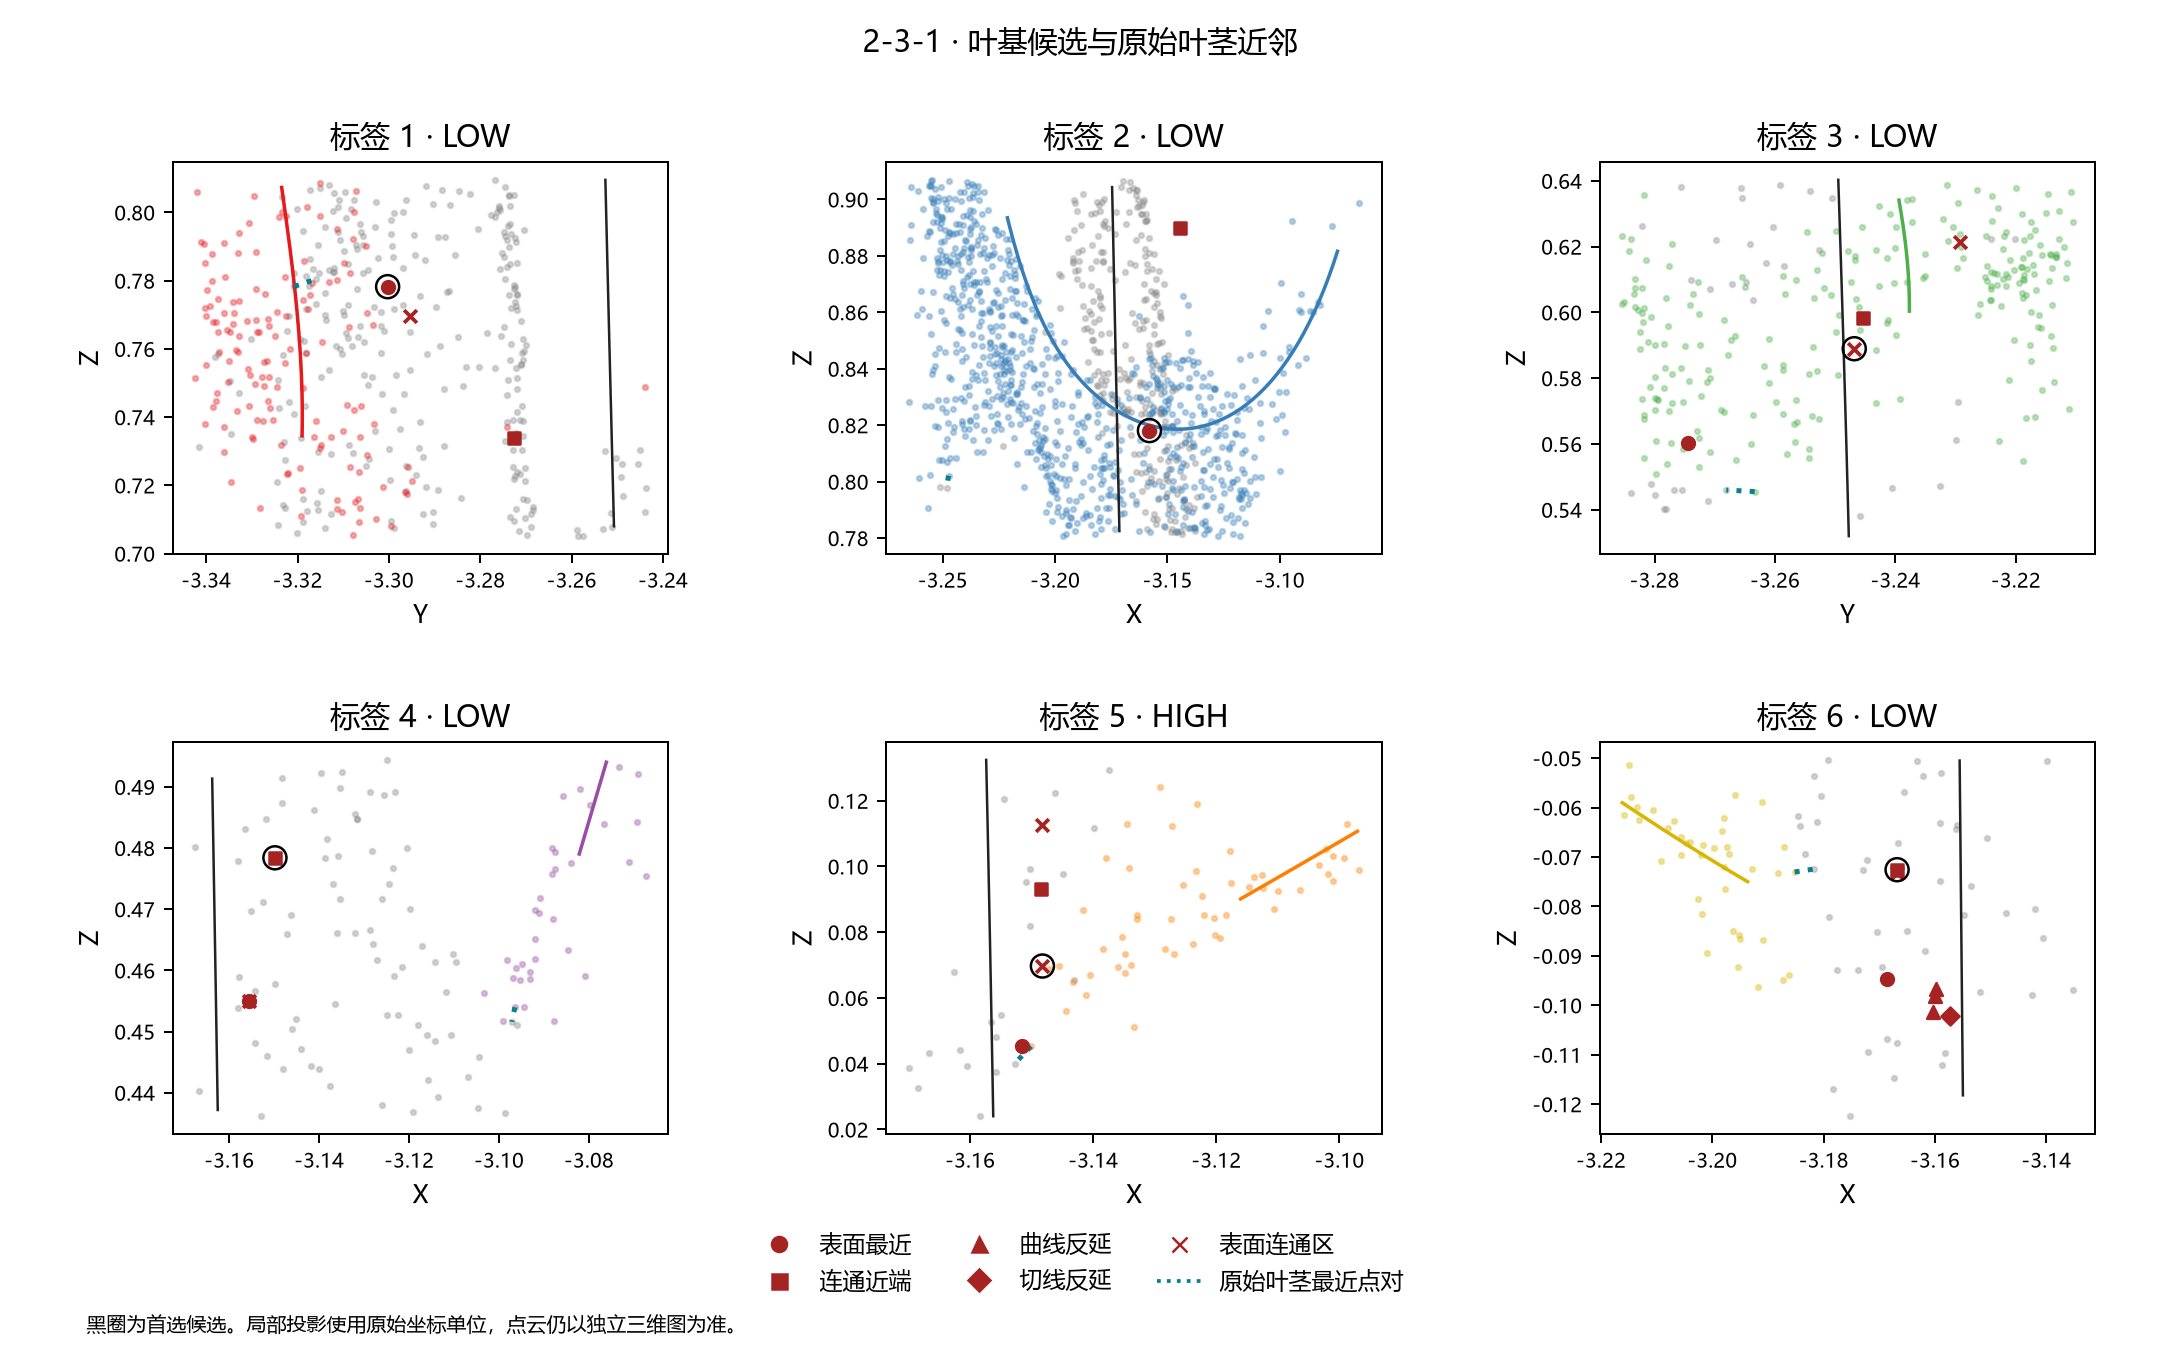 2-3-1 · 叶基候选与原始叶茎近邻
标签 1 · LOW
标签 2 · LOW
标签 3 · LOW
Z
0.80
0.78
0.76
0.74
0.72
0.70
-3.34 -3.32 -3.30 -3.28 -3.26 -3.24
Y
Z
0.90
0.88
0.86
0.84
0.82
0.80
0.78
-3.25 -3.20 -3.15 -3.10
X
Z
0.64
0.62
0.60
0.58
0.56
0.54
-3.28 -3.26 -3.24 -3.22
Y
标签 4 · LOW
标签 5 · HIGH
标签 6 · LOW
Z
0.49
0.48
0.47
0.46
0.45
0.44
-3.16 -3.14 -3.12 -3.10 -3.08
X
Z
0.12
0.10
0.08
0.06
0.04
0.02
-3.16 -3.14 -3.12 -3.10
X
Z
-0.05
-0.06
-0.07
-0.08
-0.09
-0.10
-0.11
-0.12
-3.22 -3.20 -3.18 -3.16 -3.14
X
表面最近 曲线反延 表面连通区
连通近端 切线反延 原始叶茎最近点对
黑圈为首选候选。局部投影使用原始坐标单位，点云仍以独立三维图为准。